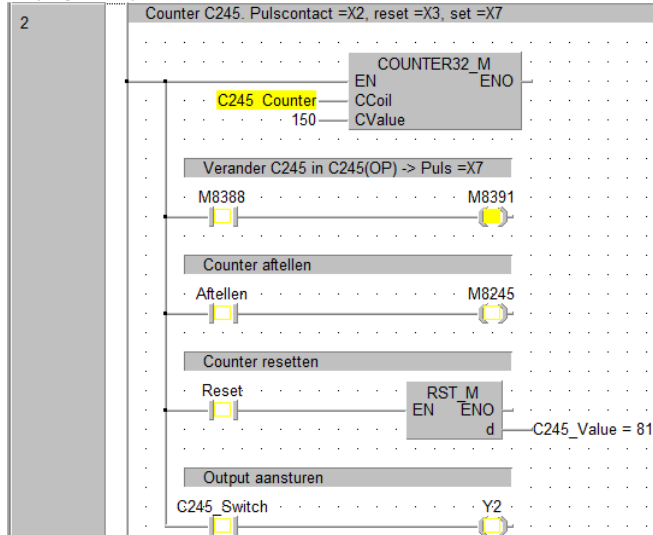 Counter C245. Pulscontact =X2, reset =X3, set =X7
2
COUNTER32_M
EN ENO
C245_Counter CCoil
150 CValue
Verander C245 in C245(OP) -> Puls =X7
M8388 M8391
Counter aftellen
Aftellen M8245
Counter resetten
Reset RST_M
EN ENO
d C245_Value = 81
Output aansturen
C245_Switch Y2